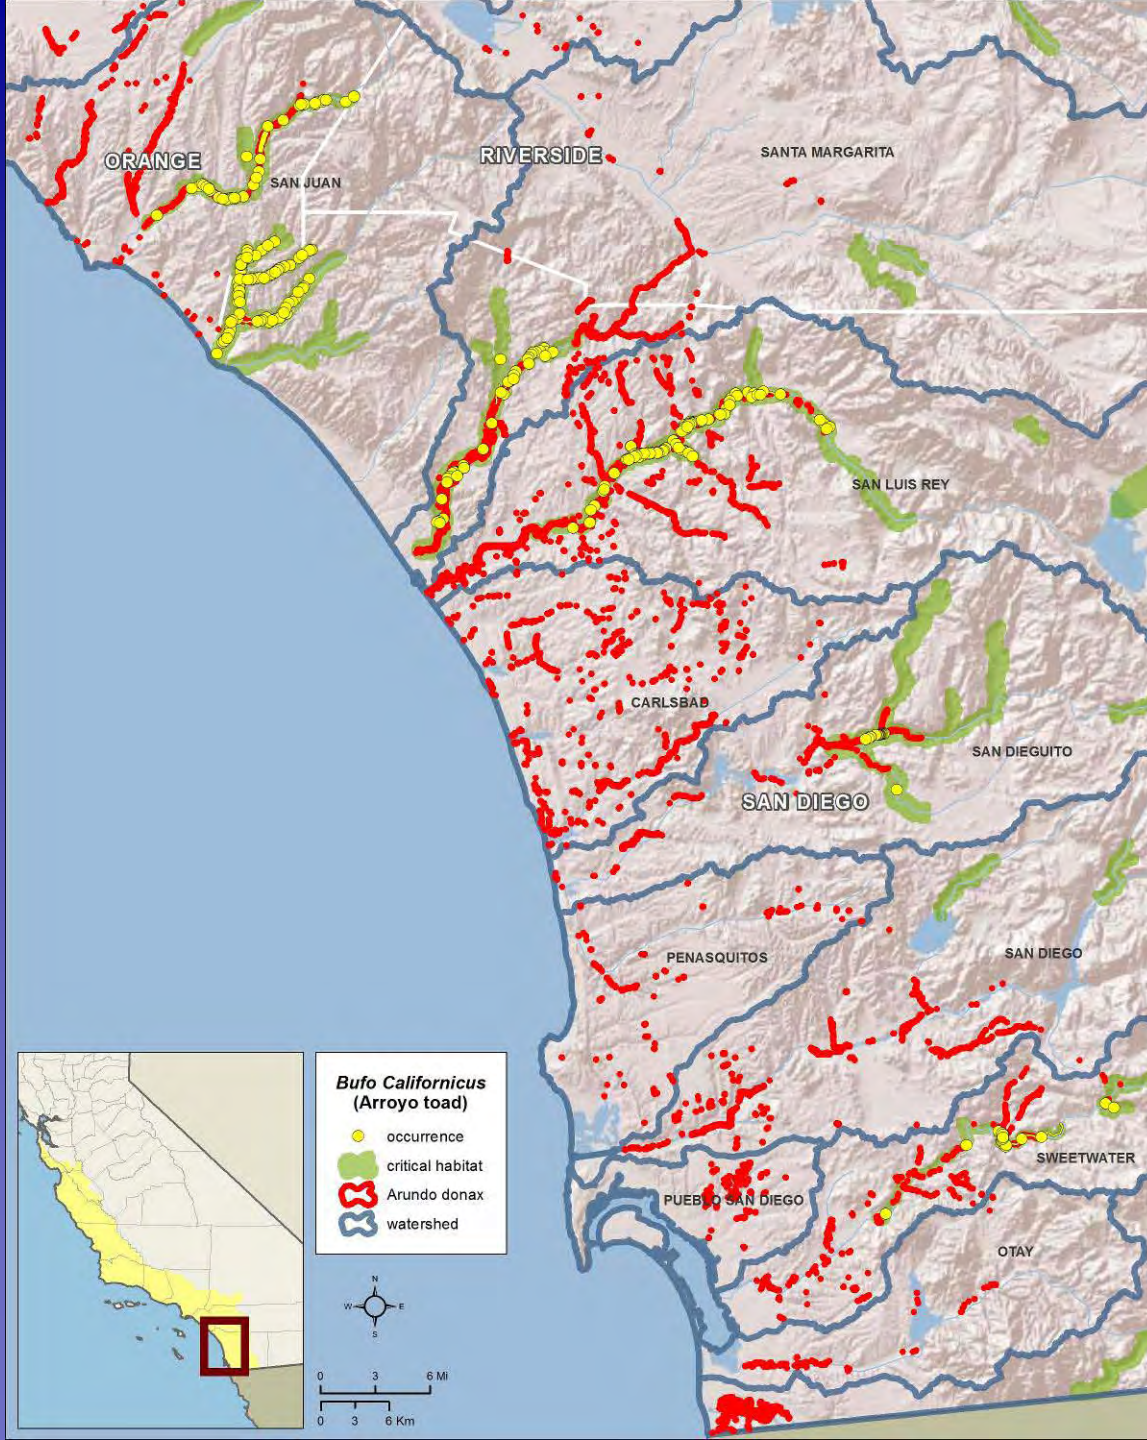 ORANGE
RIVERSIDE
SANTA MARGARITA
SAN JUAN
SAN LUIS REY
CARLSBAD
SAN DIEGUITO
SAN DIEGO
PENASQUITOS
SAN DIEGO
SWEETWATER
PUEBLO SAN DIEGO
OTAY
Bufo Californicus
(Arroyo toad)
occurrence
critical habitat
Arundo donax
watershed
N
W E
S
0 3 6 Mi
0 3 6 Km